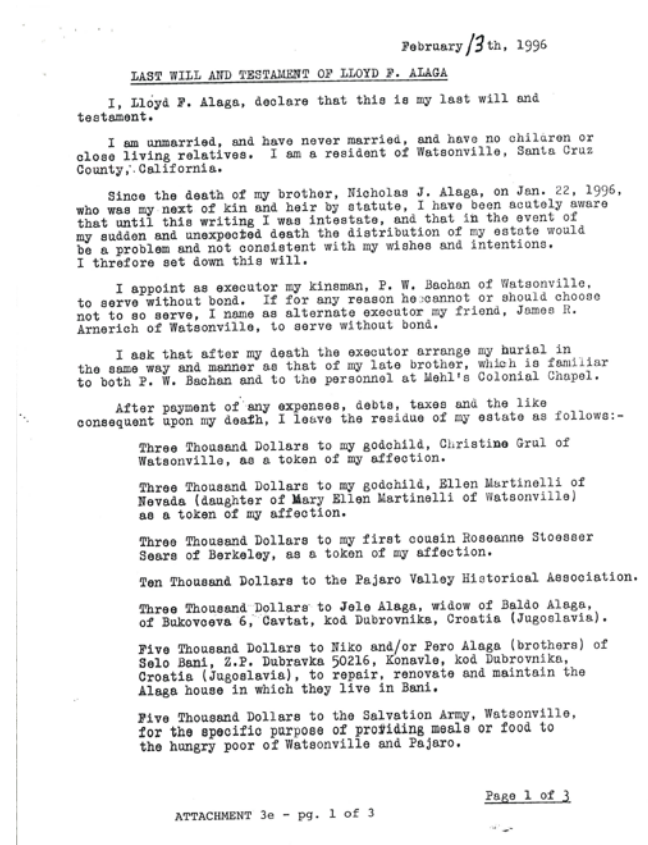 February 13th, 1996
LAST WILL AND TESTAMENT OF LLOYD F. ALAGA
I, Lloyd F. Alaga, declare that this is my last will and
testament.
I am unmarried, and have never married, and have no children or
close living relatives. I am a resident of Watsonville, Santa Cruz
County, California.
Since the death of my brother, Nicholas J. Alaga, on Jan. 22, 1996,
who was my next of kin and heir by statute, I have been acutely aware
that until this writing I was intestate, and that in the event of
my sudden and unexpected death the distribution of my estate would
be a problem and not consistent with my wishes and intentions.
I threfore set down this will.
I appoint as executor my kinsman, P. W. Bachan of Watsonville,
to serve without bond. If for any reason he cannot or should choose
not to so serve, I name as alternate executor my friend, James R.
Arnerich of Watsonville, to serve without bond.
I ask that after my death the executor arrange my burial in
the same way and manner as that of my late brother, which is familiar
to both P. W. Bachan and to the personnel at Mehl's Colonial Chapel.
After payment of any expenses, debts, taxes and the like
consequent upon my death, I leave the residue of my estate as follows:-
Three Thousand Dollars to my godchild, Christine Grul of
Watsonville, as a token of my affection.
Three Thousand Dollars to my godchild, Ellen Martinelli of
Nevada (daughter of Mary Ellen Martinelli of Watsonville)
as a token of my affection.
Three Thousand Dollars to my first cousin Roseanne Stoesser
Sears of Berkeley, as a token of my affection.
Ten Thousand Dollars to the Pajaro Valley Historical Association.
Three Thousand Dollars to Jele Alaga, widow of Baldo Alaga,
of Bukovceva 6, Cavtat, kod Dubrovnika, Croatia (Jugoslavia).
Five Thousand Dollars to Niko and/or Pero Alaga (brothers) of
Selo Bani, Z.P. Dubravka 50216, Konavle, kod Dubrovnika,
Croatia (Jugoslavia), to repair, renovate and maintain the
Alaga house in which they live in Bani.
Five Thousand Dollars to the Salvation Army, Watsonville,
for the specific purpose of providing meals or food to
the hungry poor of Watsonville and Pajaro.
Page 1 of 3
ATTACHMENT 3e - pg. 1 of 3